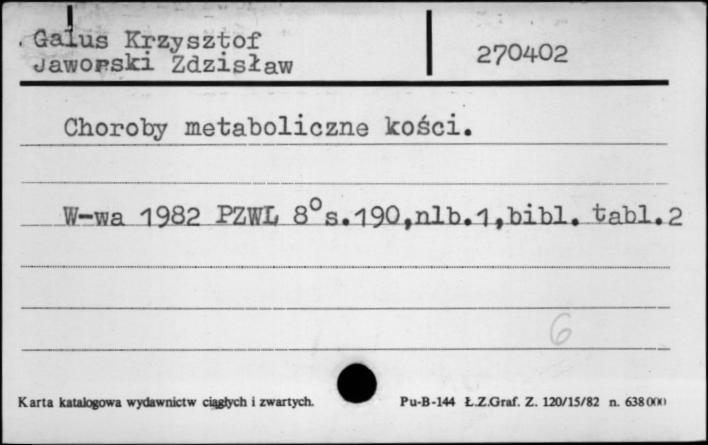 Galus Krzysztof
Jaworski Zdzisław
270402
Choroby metaboliczne kości.
W-wa 1982 PZWL 8° s.190,nlb.1,bibl. tabl.2
6
Karta katalogowa wydawnictw ciągłych i zwartych.
Pu-B-144 Ł.Z.Graf. Z. 120/15/82 n. 638000